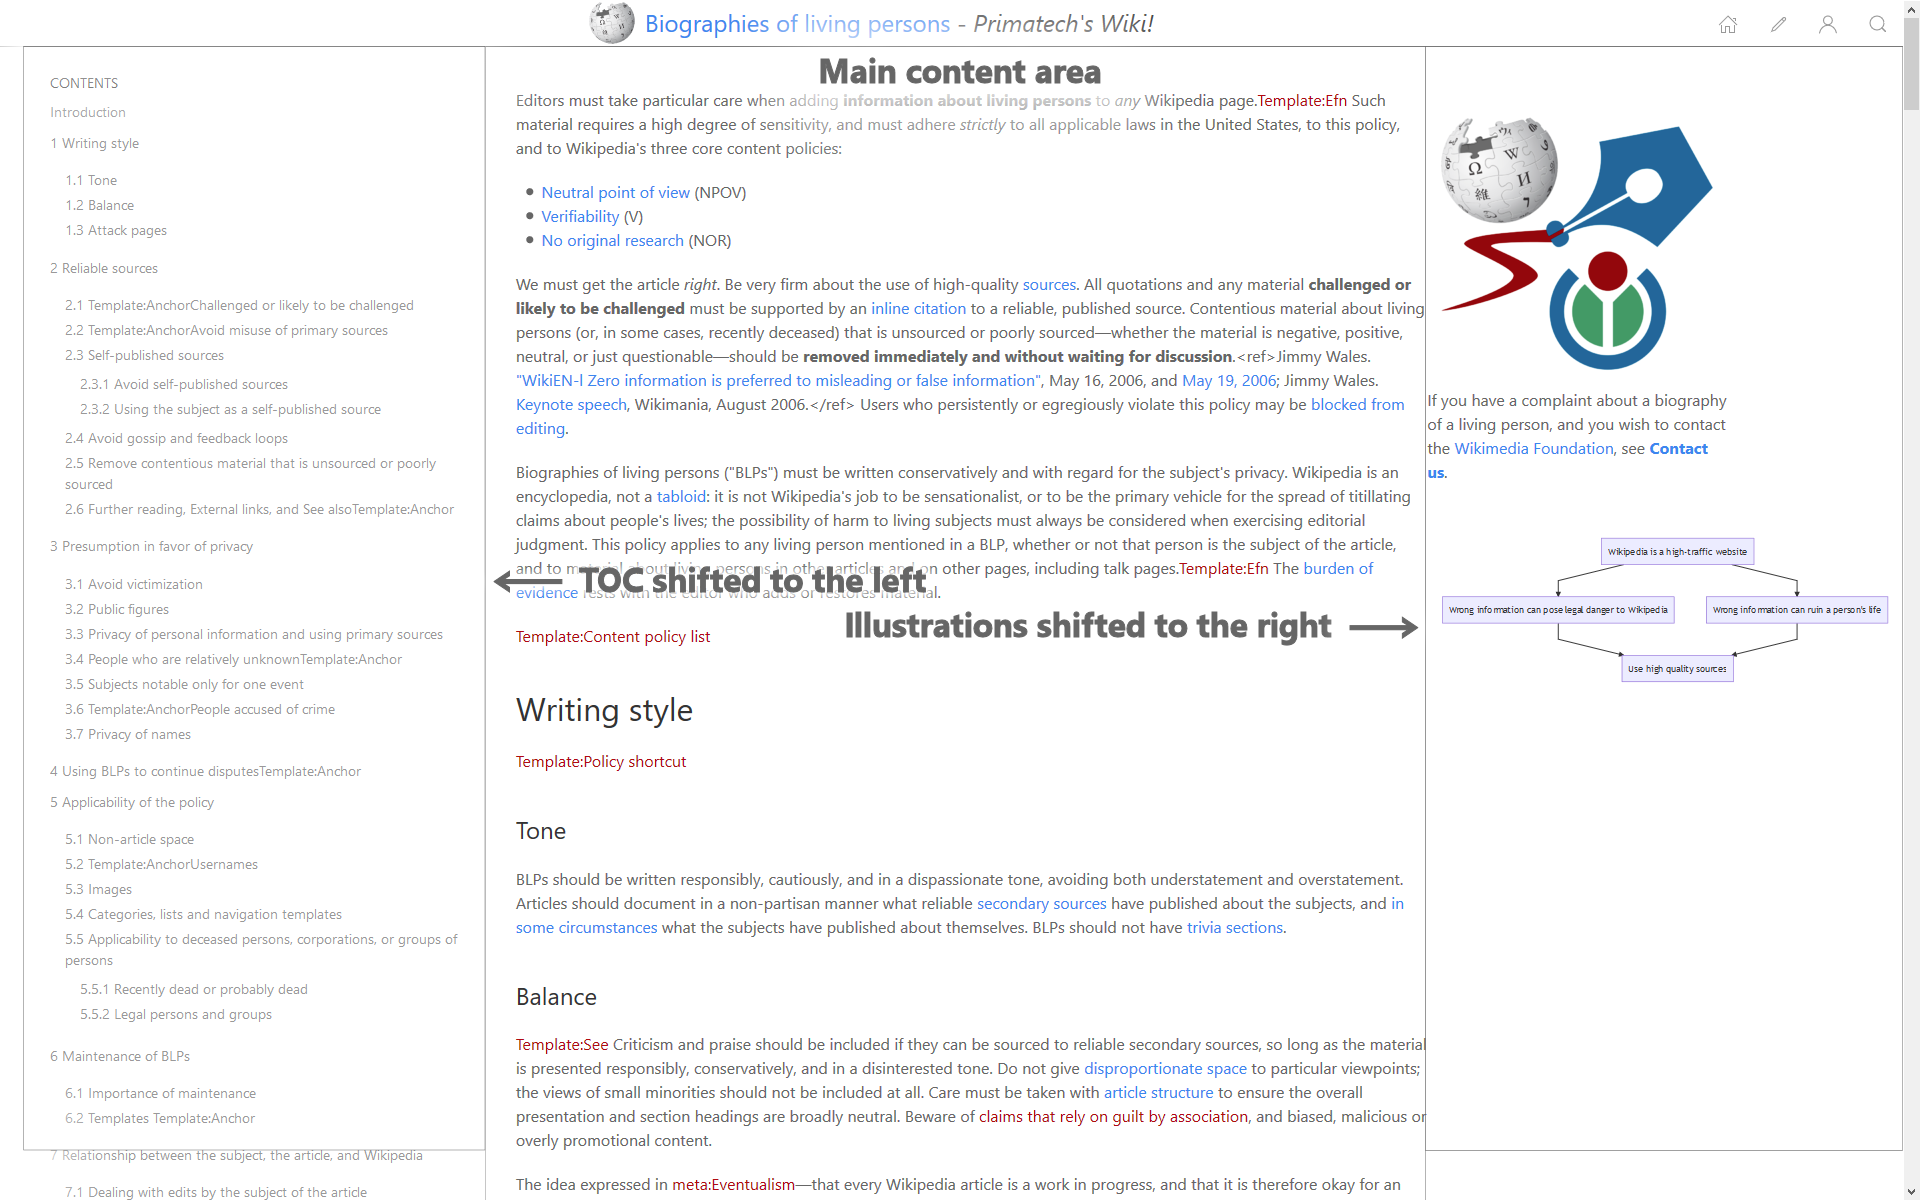 Biographies of living persons - Primatech's Wiki!
CONTENTS
Introduction
1 Writing style
1.1 Tone
1.2 Balance
1.3 Attack pages
2 Reliable sources
2.1 Template:AnchorChallenged or likely to be challenged
2.2 Template:AnchorAvoid misuse of primary sources
2.3 Self-published sources
2.3.1 Avoid self-published sources
2.3.2 Using the subject as a self-published source
2.4 Avoid gossip and feedback loops
2.5 Remove contentious material that is unsourced or poorly
sourced
2.6 Further reading, External links, and See alsoTemplate:Anchor
3 Presumption in favor of privacy
3.1 Avoid victimization
3.2 Public figures
3.3 Privacy of personal information and using primary sources
3.4 People who are relatively unknownTemplate:Anchor
3.5 Subjects notable only for one event
3.6 Template:AnchorPeople accused of crime
3.7 Privacy of names
4 Using BLPs to continue disputesTemplate:Anchor
5 Applicability of the policy
5.1 Non-article space
5.2 Template:AnchorUsernames
5.3 Images
5.4 Categories, lists and navigation templates
5.5 Applicability to deceased persons, corporations, or groups of
persons
5.5.1 Recently dead or probably dead
5.5.2 Legal persons and groups
6 Maintenance of BLPs
6.1 Importance of maintenance
6.2 Templates Template:Anchor
7 Relationship between the subject, the article, and Wikipedia
7.1 Dealing with edits by the subject of the article
Main content area
Editors must take particular care when adding information about living persons to any Wikipedia page.Template:Efn Such
material requires a high degree of sensitivity, and must adhere strictly to all applicable laws in the United States, to this policy,
and to Wikipedia's three core content policies:
• Neutral point of view (NPOV)
• Verifiability (V)
• No original research (NOR)
We must get the article right. Be very firm about the use of high-quality sources. All quotations and any material challenged or
likely to be challenged must be supported by an inline citation to a reliable, published source. Contentious material about living
persons (or, in some cases, recently deceased) that is unsourced or poorly sourced—whether the material is negative, positive,
neutral, or just questionable—should be removed immediately and without waiting for discussion.<ref>Jimmy Wales.
"WikiEN-l Zero information is preferred to misleading or false information", May 16, 2006, and May 19, 2006; Jimmy Wales.
Keynote speech, Wikimania, August 2006.</ref> Users who persistently or egregiously violate this policy may be blocked from
editing.
Biographies of living persons ("BLPs") must be written conservatively and with regard for the subject's privacy. Wikipedia is an
encyclopedia, not a tabloid: it is not Wikipedia's job to be sensationalist, or to be the primary vehicle for the spread of titillating
claims about people's lives; the possibility of harm to living subjects must always be considered when exercising editorial
judgment. This policy applies to any living person mentioned in a BLP, whether or not that person is the subject of the article,
and to material about living persons in other articles and on other pages, including talk pages.Template:Efn The burden of
evidence rests with the editor who adds or restores material.
TOC shifted to the left
Illustrations shifted to the right
Template:Content policy list
Writing style
Template:Policy shortcut
Tone
BLPs should be written responsibly, cautiously, and in a dispassionate tone, avoiding both understatement and overstatement.
Articles should document in a non-partisan manner what reliable secondary sources have published about the subjects, and in
some circumstances what the subjects have published about themselves. BLPs should not have trivia sections.
Balance
Template:See Criticism and praise should be included if they can be sourced to reliable secondary sources, so long as the material
is presented responsibly, conservatively, and in a disinterested tone. Do not give disproportionate space to particular viewpoints;
the views of small minorities should not be included at all. Care must be taken with article structure to ensure the overall
presentation and section headings are broadly neutral. Beware of claims that rely on guilt by association, and biased, malicious or
overly promotional content.
The idea expressed in meta:Eventualism—that every Wikipedia article is a work in progress, and that it is therefore okay for an
If you have a complaint about a biography
of a living person, and you wish to contact
the Wikimedia Foundation, see Contact
us.
Wikipedia is a high-traffic website
Wrong information can pose legal danger to Wikipedia
Wrong information can ruin a person's life
Use high quality sources